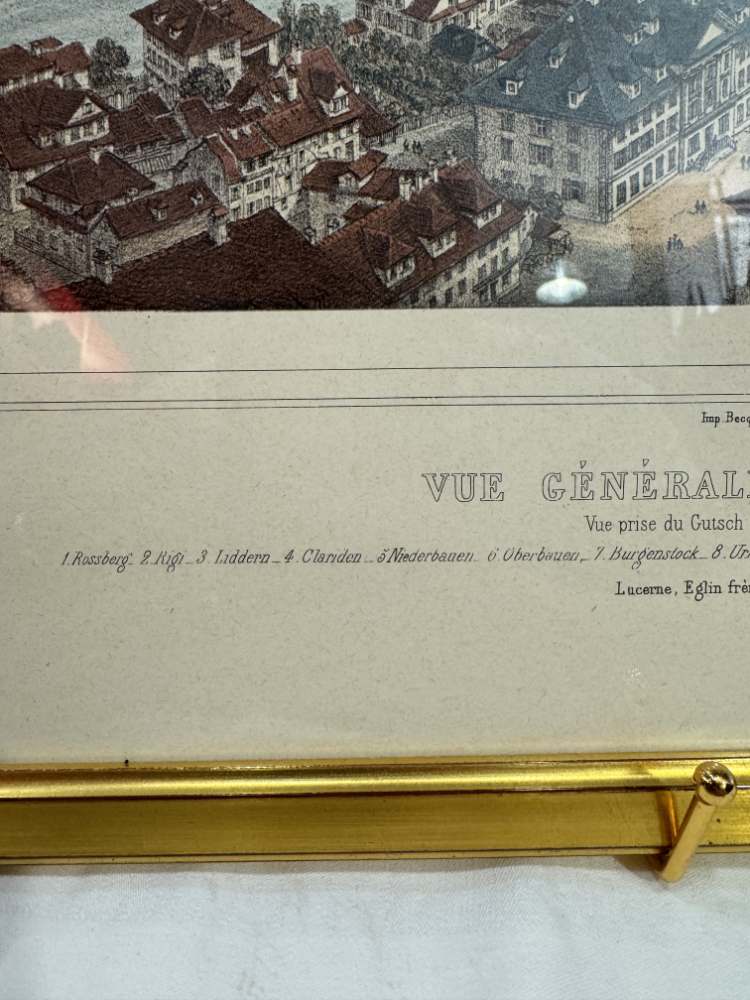 Imp. Becq
VUE GÉNÉRAL
Vue prise du Gutsch
1. Rossberg_ 2. Rigi_ 3. Liddern_ 4. Clariden_ 5 Niederbauen_ 6. Oberbauen_ 7. Burgenstock_ 8. Ur
Lucerne, Eglin frè